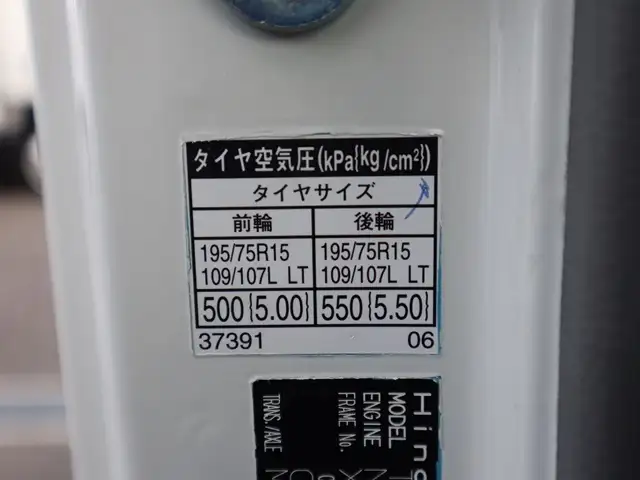 タイヤ空気圧(kPa{kg/cm²})
タイヤサイズ
前輪 後輪
195/75R15 195/75R15
109/107L LT 109/107L LT
500{5.00} 550{5.50}
37391 06
MODEL
ENGINE
FRAME No.
TRANS./AXLE